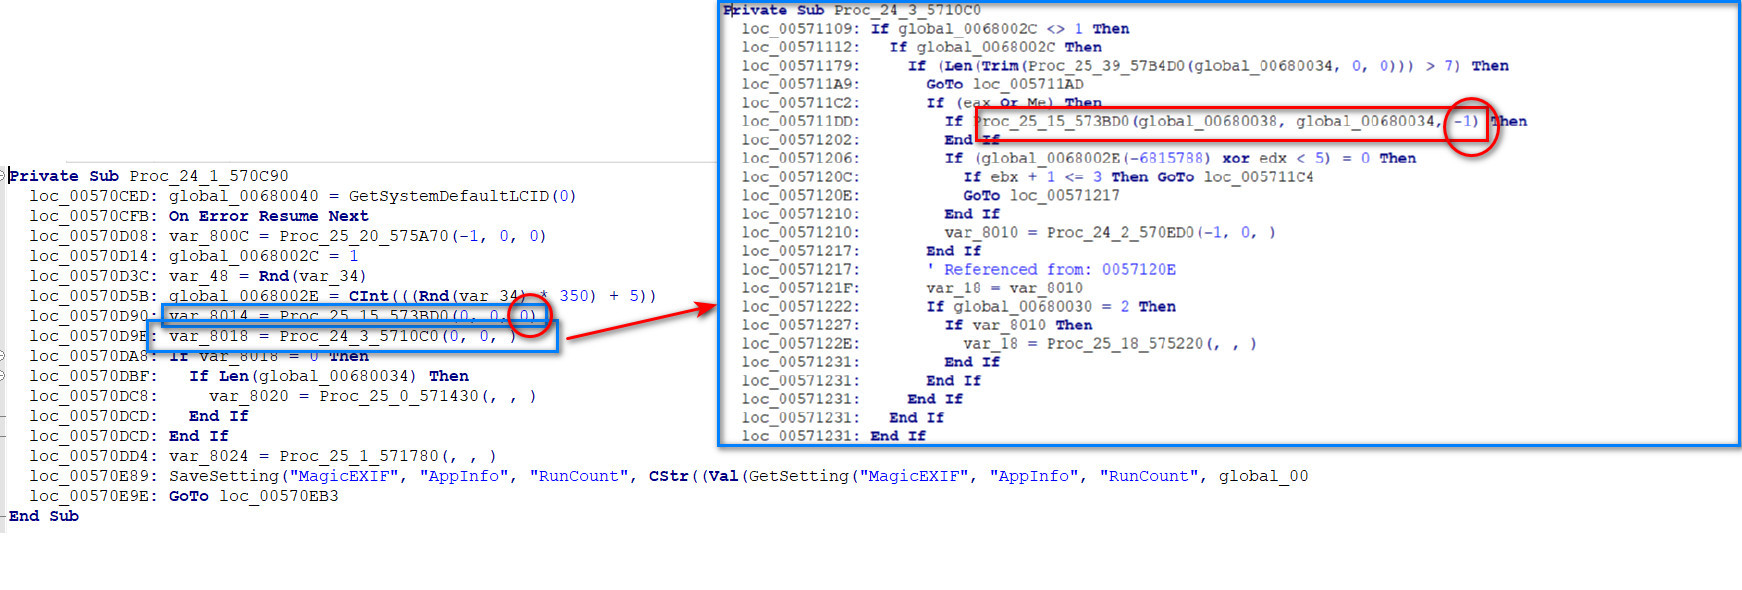 Private Sub Proc_24_3_5710C0
loc_00571109: If global_0068002C <> 1 Then
loc_00571112: If global_0068002C Then
loc_00571179: If (Len(Trim(Proc_25_39_57B4D0(global_00680034, 0, 0))) > 7) Then
loc_005711A9: GoTo loc_005711AD
loc_005711C2: If (eax Or Me) Then
loc_005711DD: If Proc_25_15_573BD0(global_00680038, global_00680034, -1) Then
loc_00571202: End If
loc_00571206: If (global_0068002E(-6815788) xor edx < 5) = 0 Then
loc_0057120C: If ebx + 1 <= 3 Then GoTo loc_005711C4
loc_0057120E: GoTo loc_00571217
loc_00571210: End If
loc_00571210: var_8010 = Proc_24_2_570ED0(-1, 0, )
loc_00571217: End If
loc_00571217: ' Referenced from: 0057120E
loc_0057121F: var_18 = var_8010
loc_00571222: If global_00680030 = 2 Then
loc_00571227: If var_8010 Then
loc_0057122E: var_18 = Proc_25_18_575220(, , )
loc_00571231: End If
loc_00571231: End If
loc_00571231: End If
loc_00571231: End If
loc_00571231: End If
Private Sub Proc_24_1_570C90
loc_00570CED: global_00680040 = GetSystemDefaultLCID(0)
loc_00570CFB: On Error Resume Next
loc_00570D08: var_800C = Proc_25_20_575A70(-1, 0, 0)
loc_00570D14: global_0068002C = 1
loc_00570D3C: var_48 = Rnd(var_34)
loc_00570D5B: global_0068002E = CInt(((Rnd(var_34) * 350) + 5))
loc_00570D90: var_8014 = Proc_25_15_573BD0(0, 0, 0)
loc_00570D9E: var_8018 = Proc_24_3_5710C0(0, 0, )
loc_00570DA8: If var_8018 = 0 Then
loc_00570DBF: If Len(global_00680034) Then
loc_00570DC8: var_8020 = Proc_25_0_571430(, , )
loc_00570DCD: End If
loc_00570DCD: End If
loc_00570DD4: var_8024 = Proc_25_1_571780(, , )
loc_00570E89: SaveSetting("MagicEXIF", "AppInfo", "RunCount", CStr((Val(GetSetting("MagicEXIF", "AppInfo", "RunCount", global_00
loc_00570E9E: GoTo loc_00570EB3
End Sub